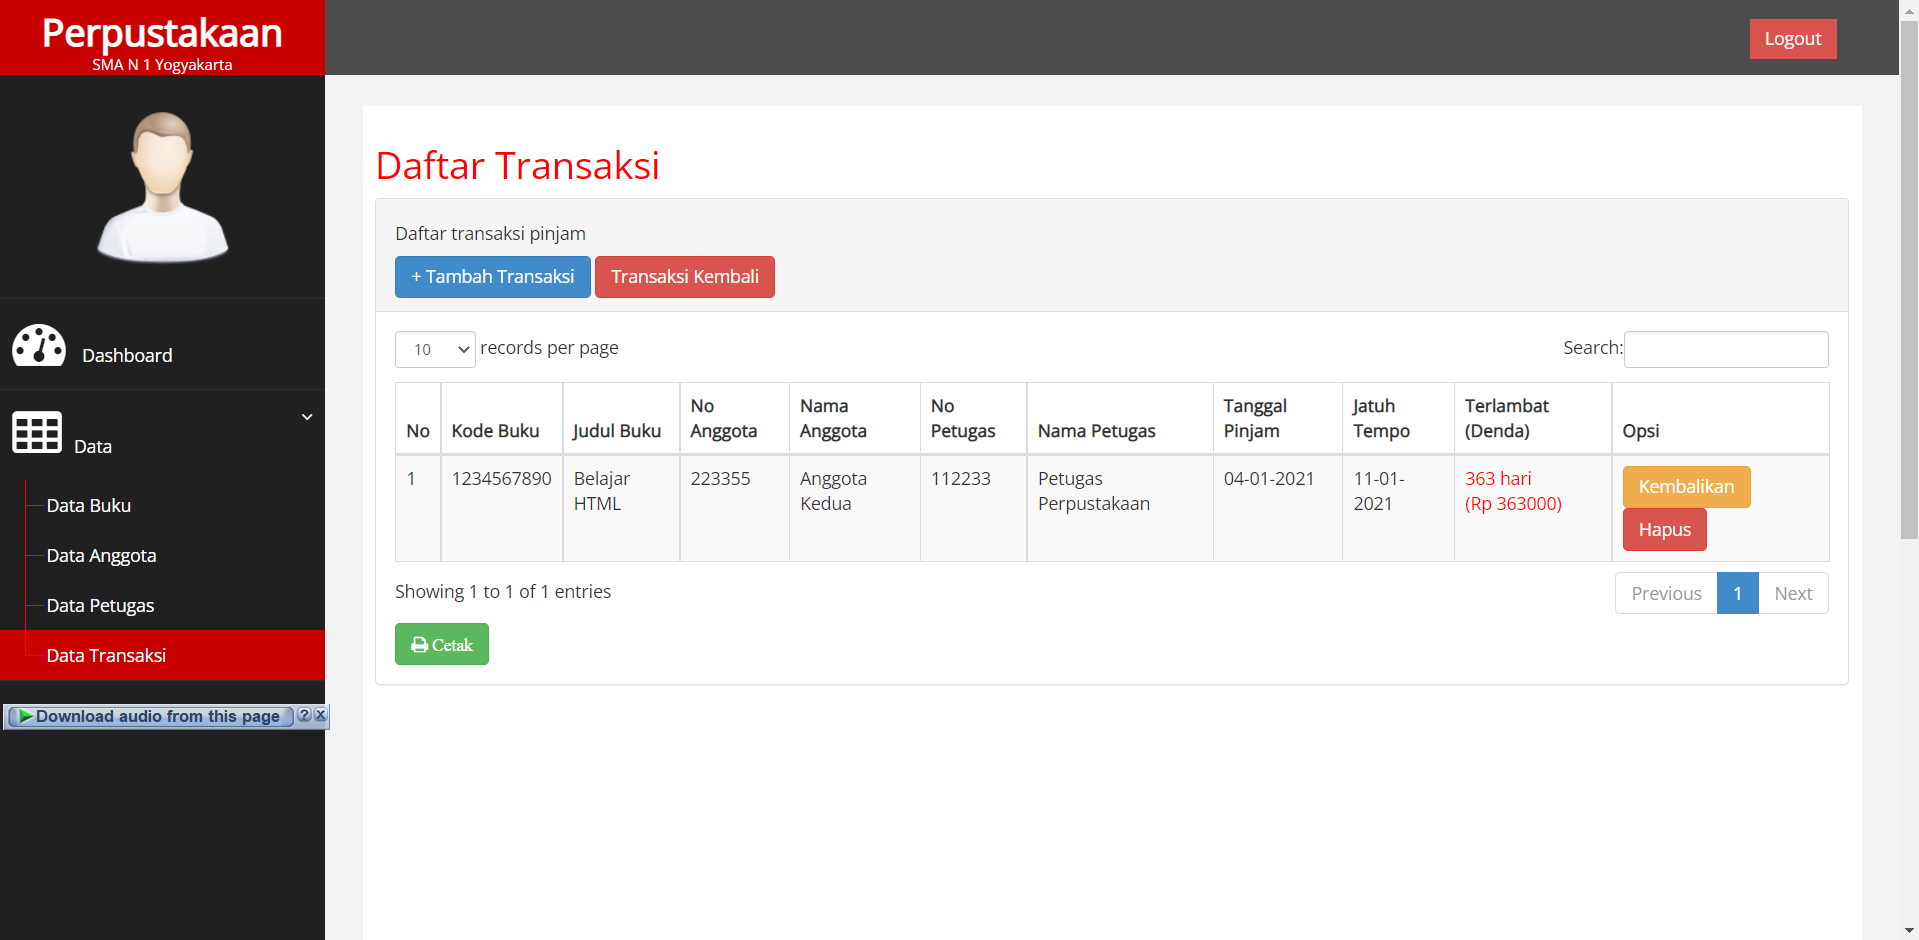 Perpustakaan
SMA N 1 Yogyakarta
Logout
Dashboard
Data
Data Buku
Data Anggota
Data Petugas
Data Transaksi
Download audio from this page ? X
Daftar Transaksi
Daftar transaksi pinjam
+ Tambah Transaksi Transaksi Kembali
10 records per page Search:
No Kode Buku Judul Buku No Anggota Nama Anggota No Petugas Nama Petugas Tanggal Pinjam Jatuh Tempo Terlambat (Denda) Opsi
1 1234567890 Belajar HTML 223355 Anggota Kedua 112233 Petugas Perpustakaan 04-01-2021 11-01-2021 363 hari (Rp 363000) Kembalikan
Hapus
Showing 1 to 1 of 1 entries Previous 1 Next
Cetak